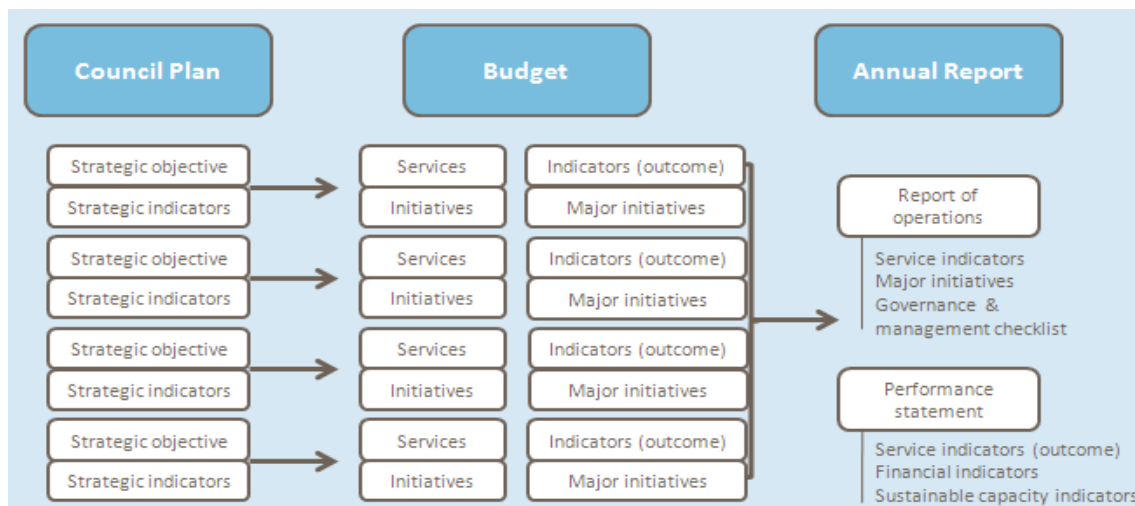 Council Plan
Budget
Annual Report
Strategic objective
Strategic indicators
Strategic objective
Strategic indicators
Strategic objective
Strategic indicators
Strategic objective
Strategic indicators
Services
Initiatives
Services
Initiatives
Services
Initiatives
Services
Initiatives
Indicators (outcome)
Major initiatives
Indicators (outcome)
Major initiatives
Indicators (outcome)
Major initiatives
Indicators (outcome)
Major initiatives
Report of
operations
Service indicators
Major initiatives
Governance &
management checklist
Performance
statement
Service indicators (outcome)
Financial indicators
Sustainable capacity indicators